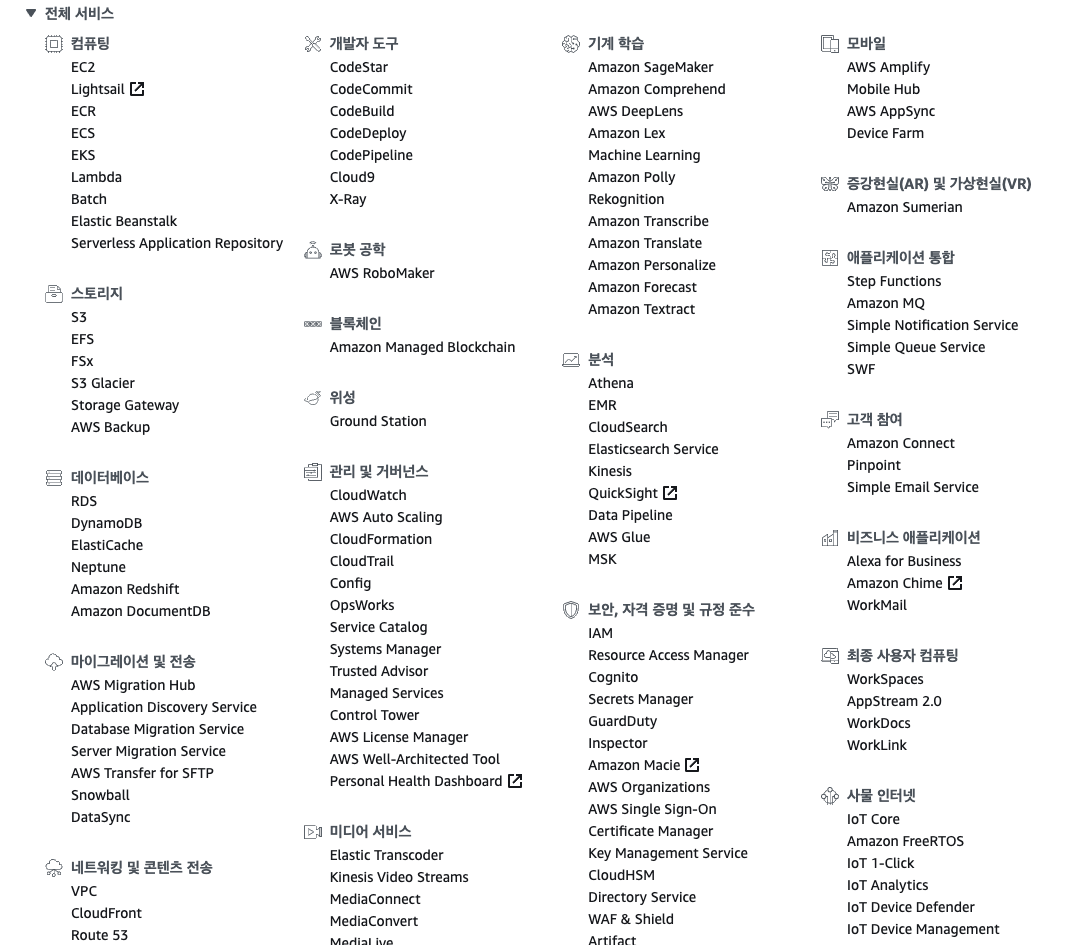 전체 서비스
컴퓨팅
EC2
Lightsail
ECR
ECS
EKS
Lambda
Batch
Elastic Beanstalk
Serverless Application Repository
스토리지
S3
EFS
FSx
S3 Glacier
Storage Gateway
AWS Backup
데이터베이스
RDS
DynamoDB
ElastiCache
Neptune
Amazon Redshift
Amazon DocumentDB
마이그레이션 및 전송
AWS Migration Hub
Application Discovery Service
Database Migration Service
Server Migration Service
AWS Transfer for SFTP
Snowball
DataSync
네트워킹 및 콘텐츠 전송
VPC
CloudFront
Route 53
개발자 도구
CodeStar
CodeCommit
CodeBuild
CodeDeploy
CodePipeline
Cloud9
X-Ray
로봇 공학
AWS RoboMaker
블록체인
Amazon Managed Blockchain
위성
Ground Station
관리 및 거버넌스
CloudWatch
AWS Auto Scaling
CloudFormation
CloudTrail
Config
OpsWorks
Service Catalog
Systems Manager
Trusted Advisor
Managed Services
Control Tower
AWS License Manager
AWS Well-Architected Tool
Personal Health Dashboard
미디어 서비스
Elastic Transcoder
Kinesis Video Streams
MediaConnect
MediaConvert
MediaLive
기계 학습
Amazon SageMaker
Amazon Comprehend
AWS DeepLens
Amazon Lex
Machine Learning
Amazon Polly
Rekognition
Amazon Transcribe
Amazon Translate
Amazon Personalize
Amazon Forecast
Amazon Textract
분석
Athena
EMR
CloudSearch
Elasticsearch Service
Kinesis
QuickSight
Data Pipeline
AWS Glue
MSK
보안, 자격 증명 및 규정 준수
IAM
Resource Access Manager
Cognito
Secrets Manager
GuardDuty
Inspector
Amazon Macie
AWS Organizations
AWS Single Sign-On
Certificate Manager
Key Management Service
CloudHSM
Directory Service
WAF & Shield
Artifact
모바일
AWS Amplify
Mobile Hub
AWS AppSync
Device Farm
증강현실(AR) 및 가상현실(VR)
Amazon Sumerian
애플리케이션 통합
Step Functions
Amazon MQ
Simple Notification Service
Simple Queue Service
SWF
고객 참여
Amazon Connect
Pinpoint
Simple Email Service
비즈니스 애플리케이션
Alexa for Business
Amazon Chime
WorkMail
최종 사용자 컴퓨팅
WorkSpaces
AppStream 2.0
WorkDocs
WorkLink
사물 인터넷
IoT Core
Amazon FreeRTOS
IoT 1-Click
IoT Analytics
IoT Device Defender
IoT Device Management